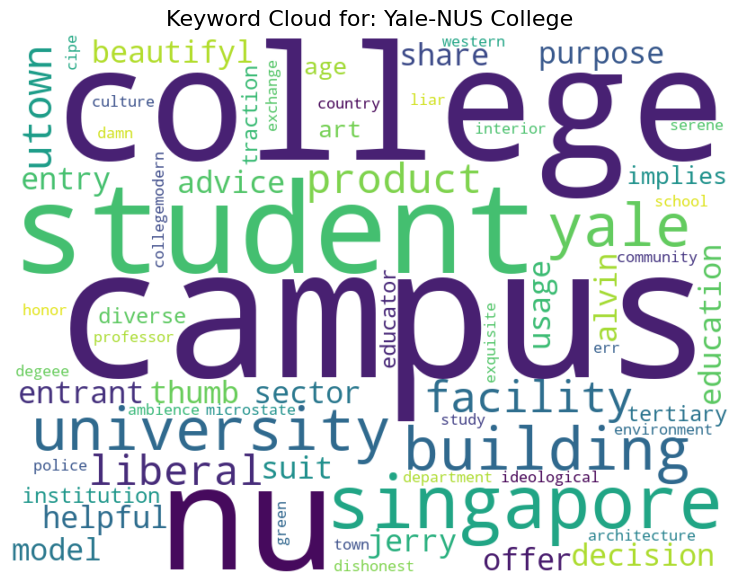 Keyword Cloud for: Yale-NUS College
cipe
beautifyl
college
western
share
purpose
utown
culture
damn
traction
exchange
age
country
art
liar
interior
serene
entry
advice
product
implies
student
collegemodern
yale
school
community
campus
honor
diverse
professor
educator
exquisite
usage
alvin
err
education
degeee
entrant
thumb
sector
facility
ambience
microstate
study
tertiary
environment
university
building
police
liberal
suit
department
ideological
institution
nu
singapore
helpful
green
model
town
jerry
dishonest
offer
architecture
decision